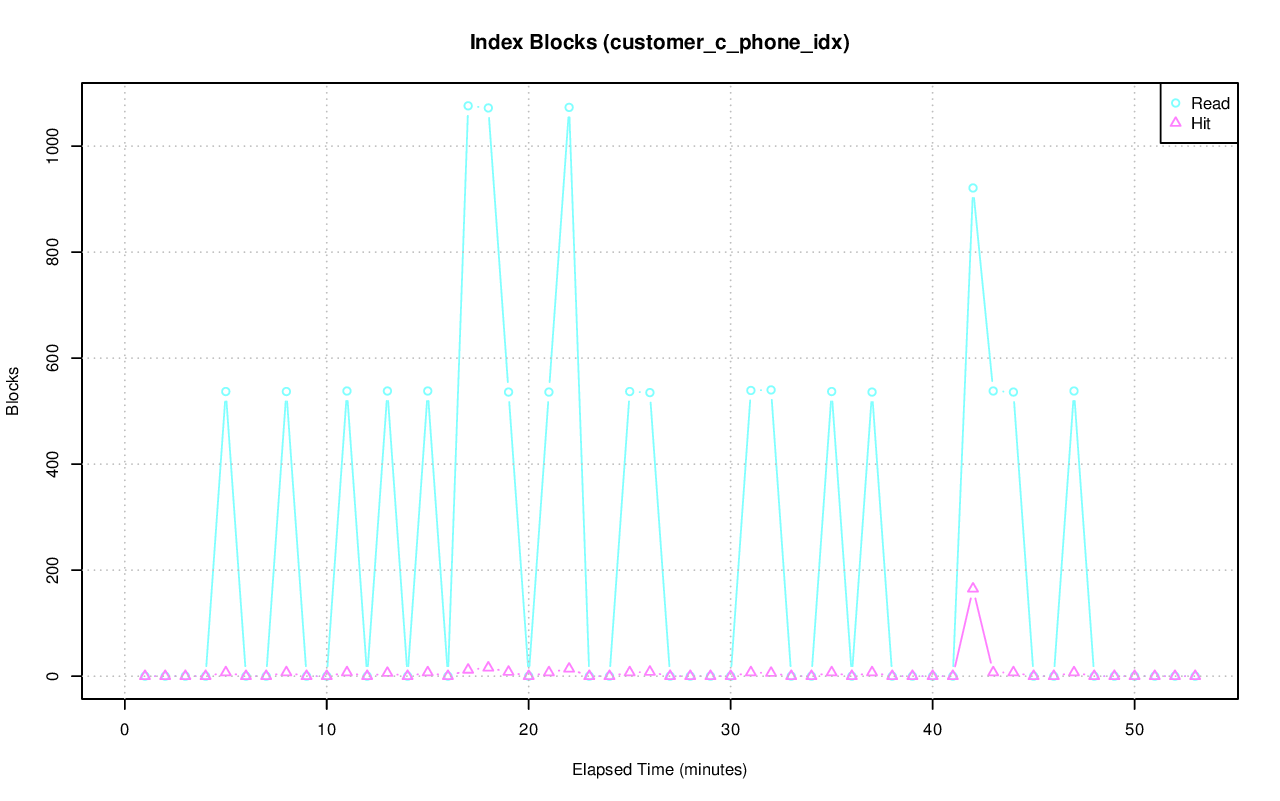 Index Blocks (customer_c_phone_idx)
Read
Hit
Blocks
1000
800
600
400
200
0
0 10 20 30 40 50
Elapsed Time (minutes)